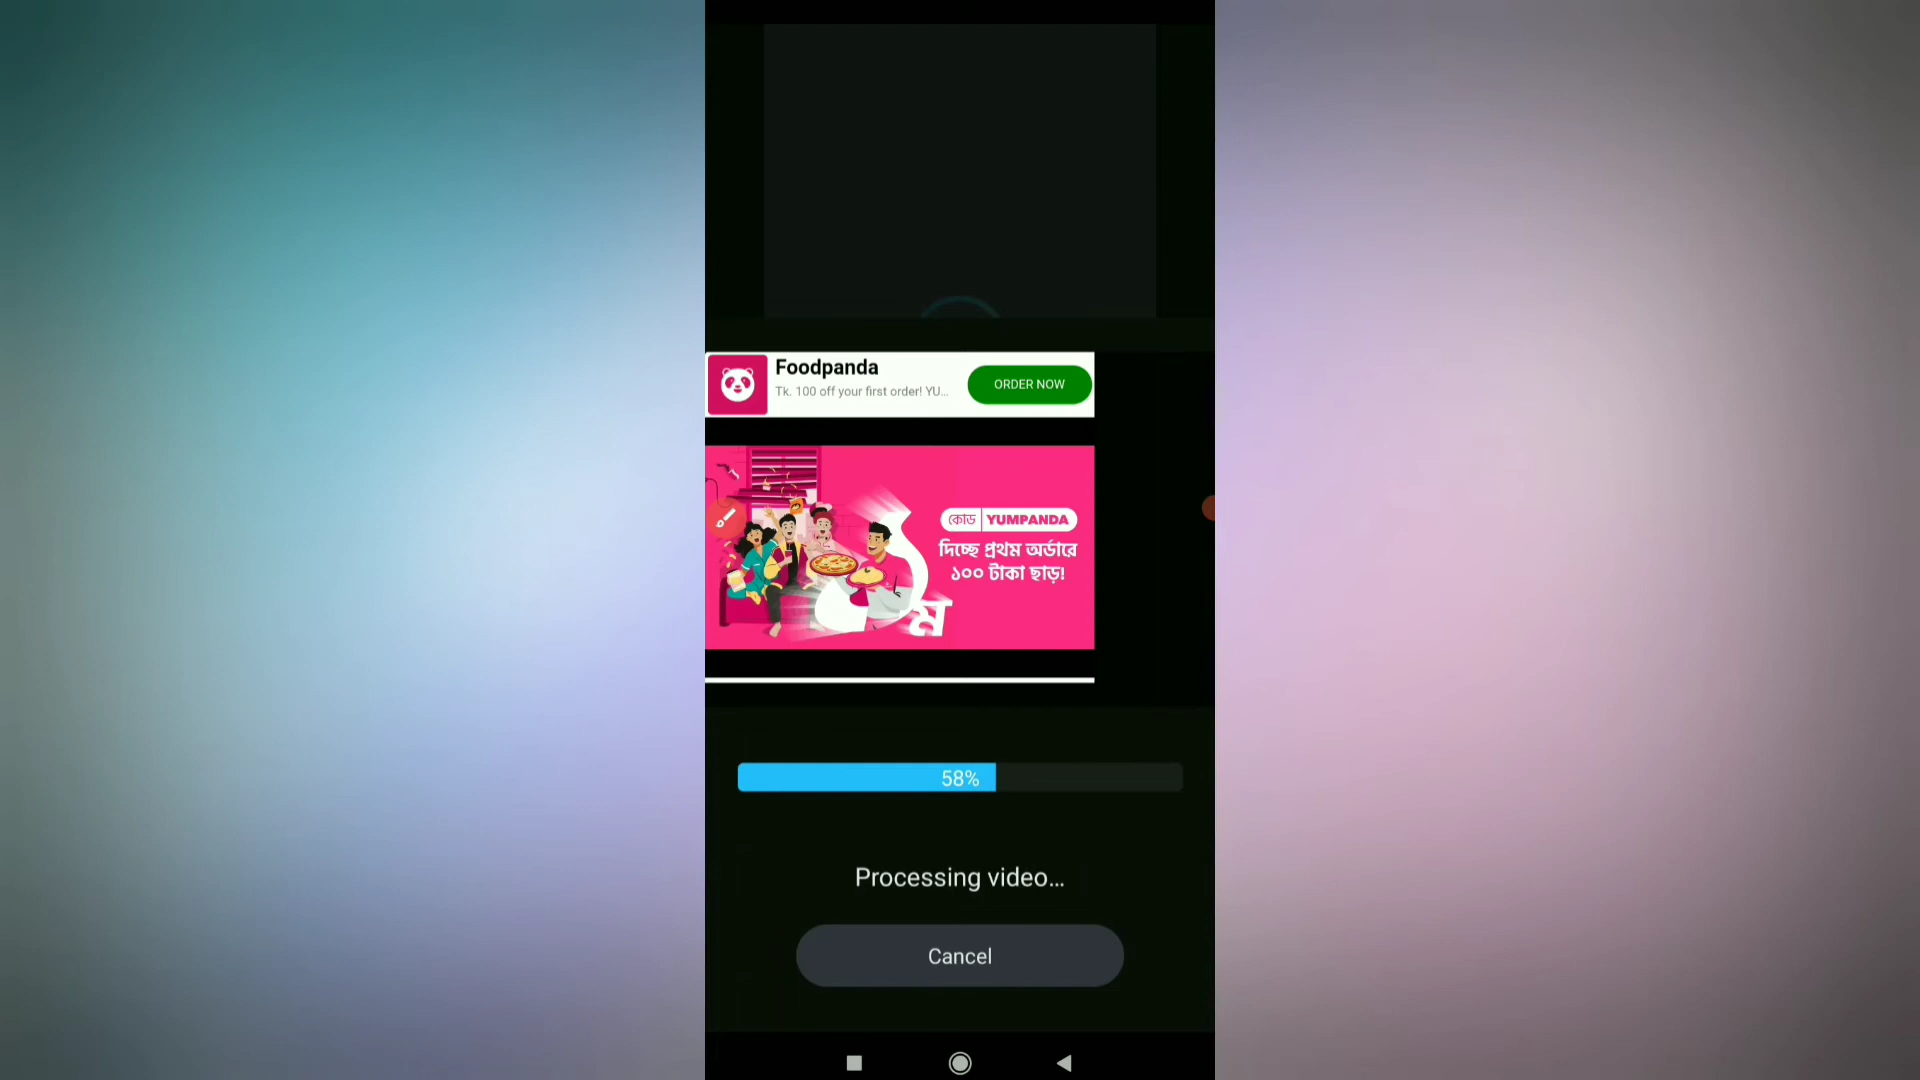 Foodpanda
Tk. 100 off your first order! YU...
ORDER NOW
কোড YUMPANDA
দিচ্ছে প্রথম অর্ডারে
১০০ টাকা ছাড়!
ম
58%
Processing video...
Cancel